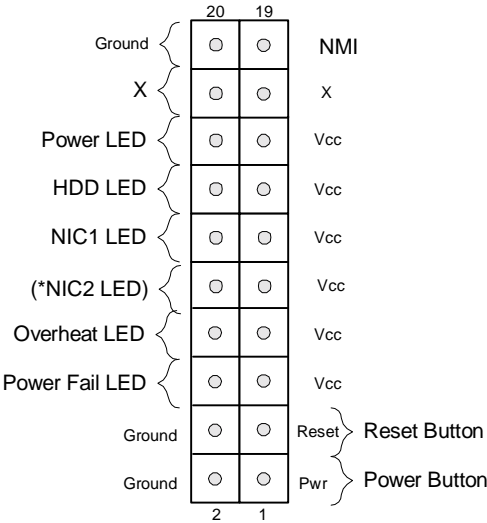 20 19
Ground NMI
X X
Power LED Vcc
HDD LED Vcc
NIC1 LED Vcc
(*NIC2 LED) Vcc
Overheat LED Vcc
Power Fail LED Vcc
Ground Reset Reset Button
Ground Pwr Power Button
2 1